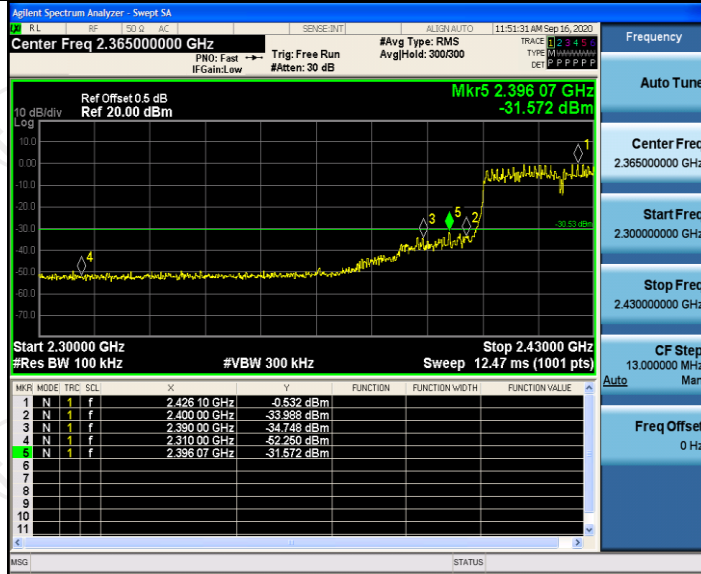 Agilent Spectrum Analyzer - Swept SA
RL RF 50 Ω AC SENSE:INT ALIGN AUTO 11:51:31 AM Sep 16, 2020
Center Freq 2.365000000 GHz
PNO: Fast
IFGain:Low
Trig: Free Run
#Atten: 30 dB
#Avg Type: RMS
Avg|Hold: 300/300
TRACE 1 2 3 4 5 6
TYPE M
DET P P P P P P
Mkr5 2.396 07 GHz
-31.572 dBm
Ref Offset 0.5 dB
10 dB/div Ref 20.00 dBm
Log
10.0
0.00
-10.0
-20.0
-30.0
-40.0
-50.0
-60.0
-70.0
1
2
3
4
5
-30.53 dBm
Start 2.30000 GHz Stop 2.43000 GHz
#Res BW 100 kHz #VBW 300 kHz Sweep 12.47 ms (1001 pts)
MKR MODE TRC SCL X Y FUNCTION FUNCTION WIDTH FUNCTION VALUE
1 N 1 f 2.426 10 GHz -0.532 dBm
2 N 1 f 2.400 00 GHz -33.988 dBm
3 N 1 f 2.390 00 GHz -34.748 dBm
4 N 1 f 2.310 00 GHz -52.250 dBm
5 N 1 f 2.396 07 GHz -31.572 dBm
6
7
8
9
10
11
MSG STATUS
Frequency
Auto Tune
Center Freq
2.365000000 GHz
Start Freq
2.300000000 GHz
Stop Freq
2.430000000 GHz
CF Step
13.000000 MHz
Auto Man
Freq Offset
0 Hz